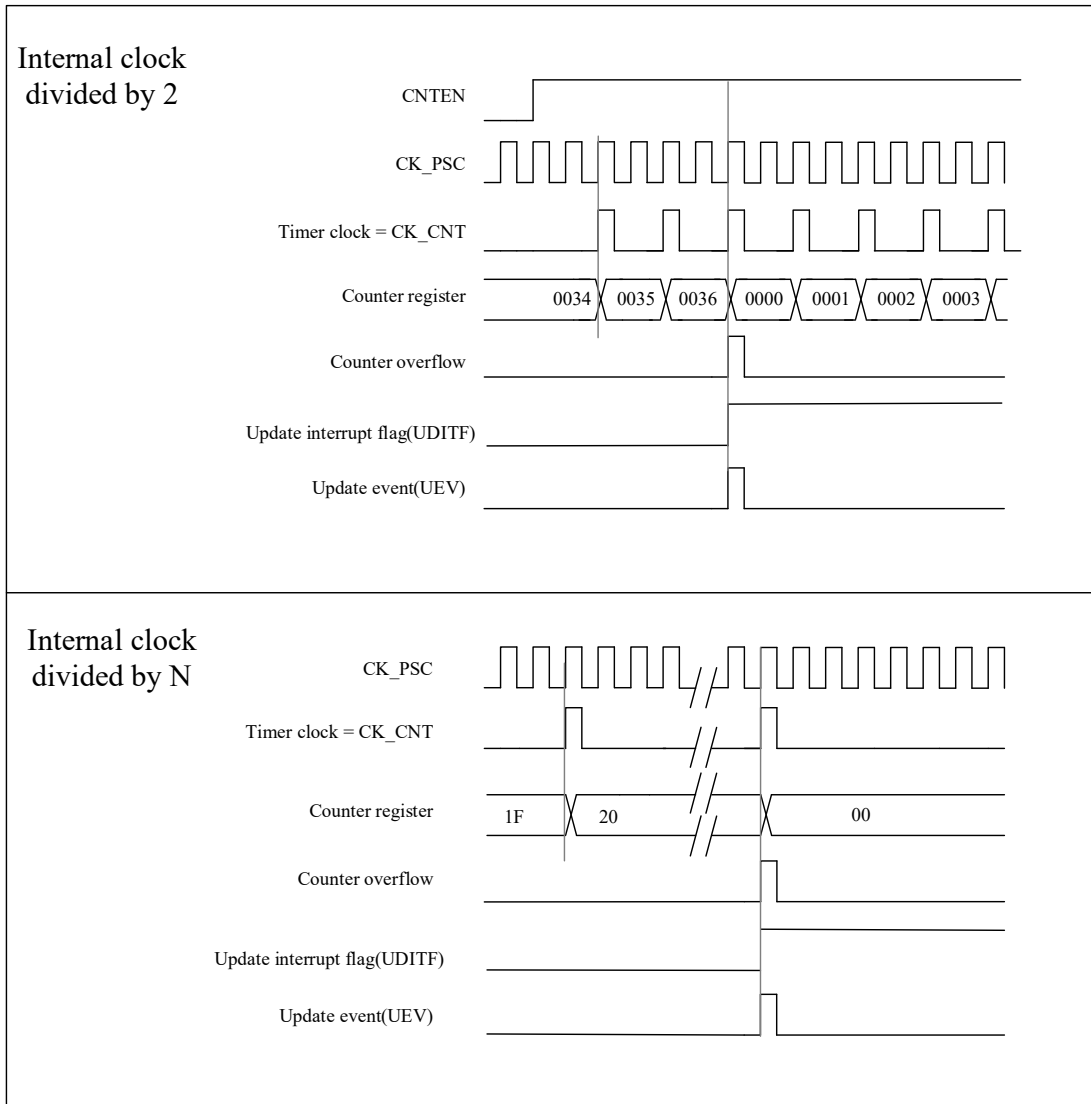 Internal clock
divided by 2
CNTEN
CK_PSC
Timer clock = CK_CNT
Counter register
0034
0035
0036
0000
0001
0002
0003
Counter overflow
Update interrupt flag(UDITF)
Update event(UEV)
Internal clock
divided by N
CK_PSC
Timer clock = CK_CNT
Counter register
1F
20
00
Counter overflow
Update interrupt flag(UDITF)
Update event(UEV)